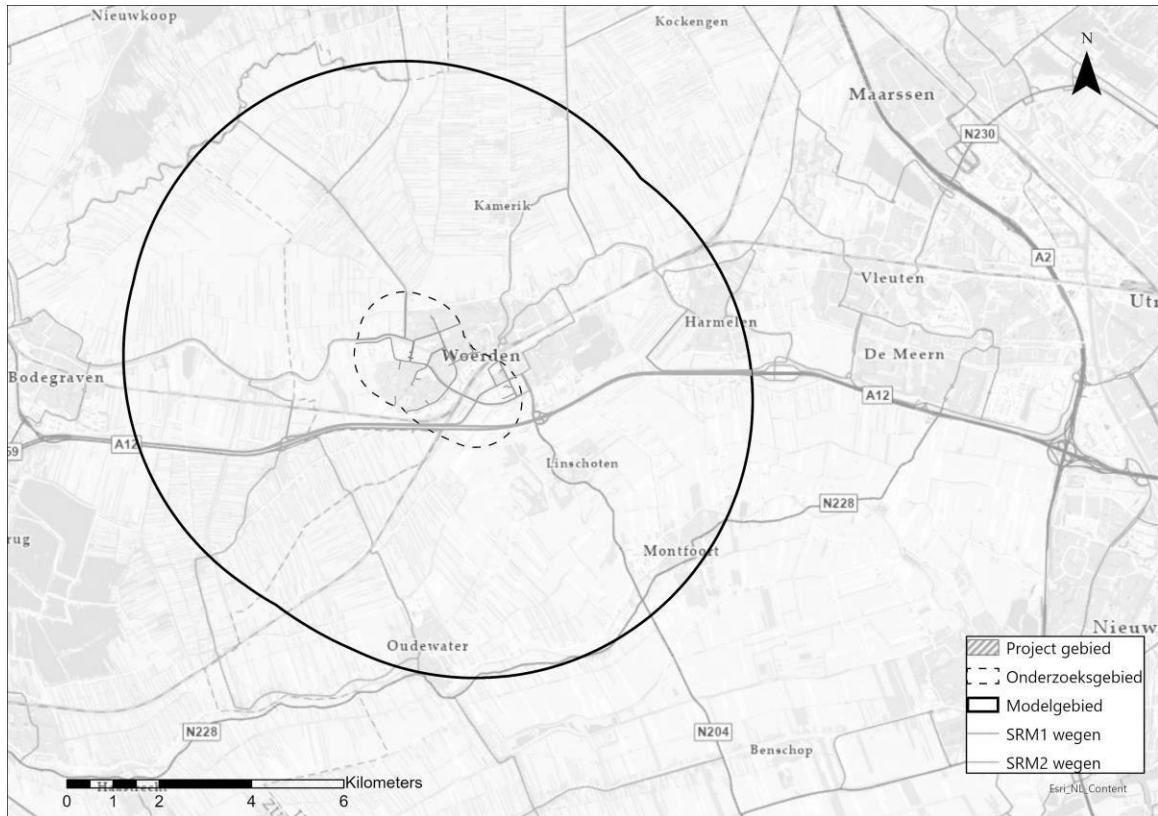 Nieuwkoop
Kockengen
N
Maarssen
N230
Kamerik
A2
Vleuten
Utr
Harmelen
Woerden
De Meern
Bodegraven
A12
A12
59
Linschoten
N228
rug
Montfoort
Nieuw
Oudewater
Project gebied
Onderzoeksgebied
Modelgebied
SRM1 wegen
SRM2 wegen
N228
N204
Benschop
Kilometers
Haastrecht
0 1 2 4 6
Esri_NL_Content